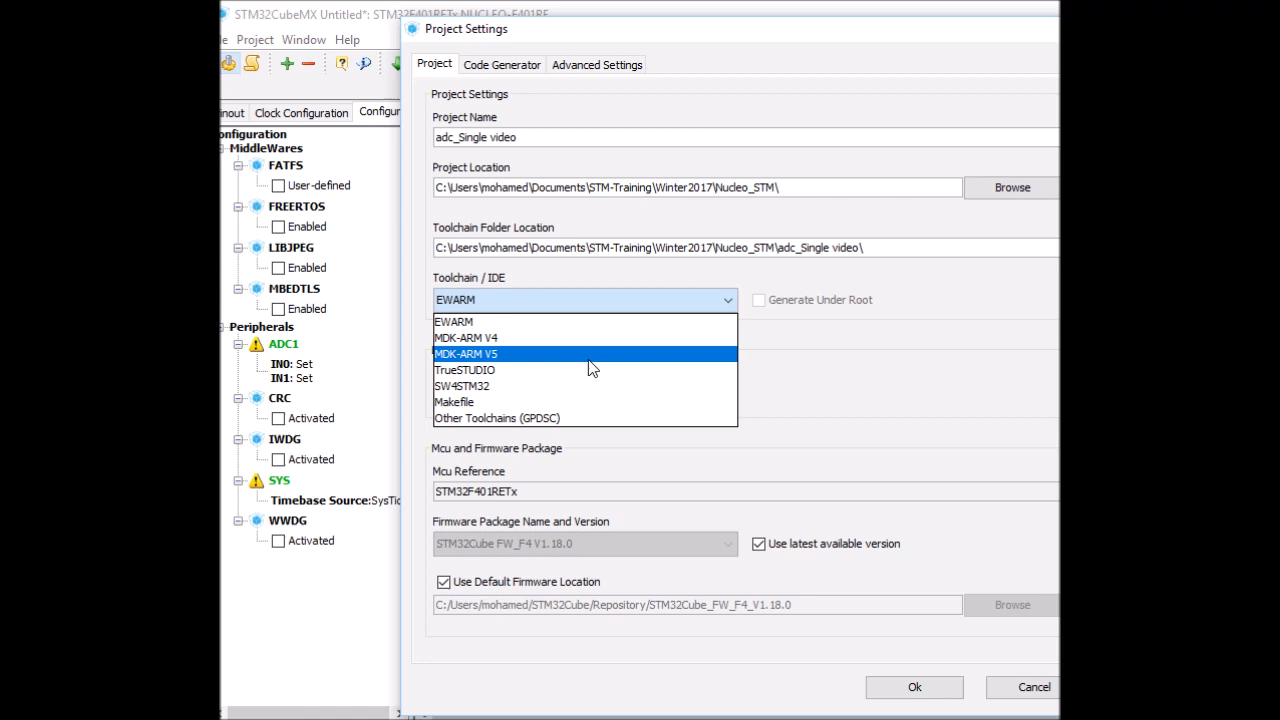 STM32CubeMX Untitled*: STM32F401RETx NUCLEO-F401RE
le Project Window Help
inout Clock Configuration Configur
onfiguration
MiddleWares
FATFS
User-defined
FREERTOS
Enabled
LIBJPEG
Enabled
MBEDTLS
Enabled
Peripherals
ADC1
IN0: Set
IN1: Set
CRC
Activated
IWDG
Activated
SYS
Timebase Source:SysTic
WWDG
Activated
Project Settings
Project Code Generator Advanced Settings
Project Settings
Project Name
adc_Single video
Project Location
C:\Users\mohamed\Documents\STM-Training\Winter2017\Nucleo_STM\ Browse
Toolchain Folder Location
C:\Users\mohamed\Documents\STM-Training\Winter2017\Nucleo_STM\adc_Single video\
Toolchain / IDE
EWARM Generate Under Root
EWARM
MDK-ARM V4
MDK-ARM V5
TrueSTUDIO
SW4STM32
Makefile
Other Toolchains (GPDSC)
Mcu and Firmware Package
Mcu Reference
STM32F401RETx
Firmware Package Name and Version
STM32Cube FW_F4 V1.18.0 Use latest available version
Use Default Firmware Location
C:/Users/mohamed/STM32Cube/Repository/STM32Cube_FW_F4_V1.18.0 Browse
Ok Cancel